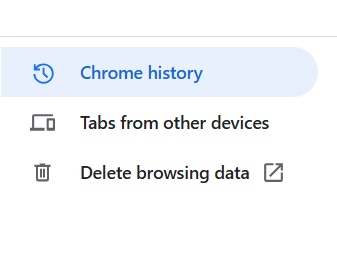 Chrome history
Tabs from other devices
Delete browsing data